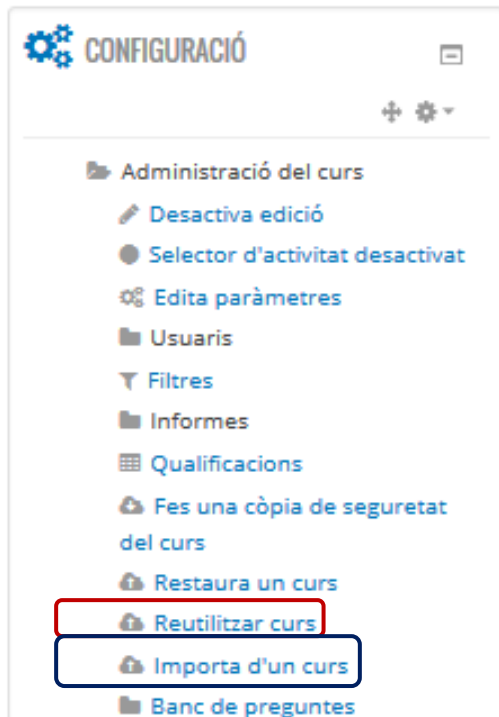 CONFIGURACIÓ
Administració del curs
Desactiva edició
Selector d'activitat desactivat
Edita paràmetres
Usuaris
Filtres
Informes
Qualificacions
Fes una còpia de seguretat
del curs
Restaura un curs
Reutilitzar curs
Importa d'un curs
Banc de preguntes